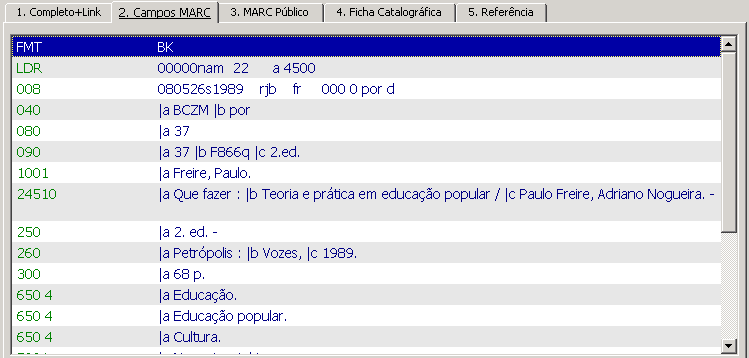 1. Completo+Link 2. Campos MARC 3. MARC Público 4. Ficha Catalográfica 5. Referência
FMT BK
LDR 00000nam 22 a 4500
008 080526s1989 rjb fr 000 0 por d
040 |a BCZM |b por
080 |a 37
090 |a 37 |b F866q |c 2.ed.
1001 |a Freire, Paulo.
24510 |a Que fazer : |b Teoria e prática em educação popular / |c Paulo Freire, Adriano Nogueira. -
250 |a 2. ed. -
260 |a Petrópolis : |b Vozes, |c 1989.
300 |a 68 p.
650 4 |a Educação.
650 4 |a Educação popular.
650 4 |a Cultura.